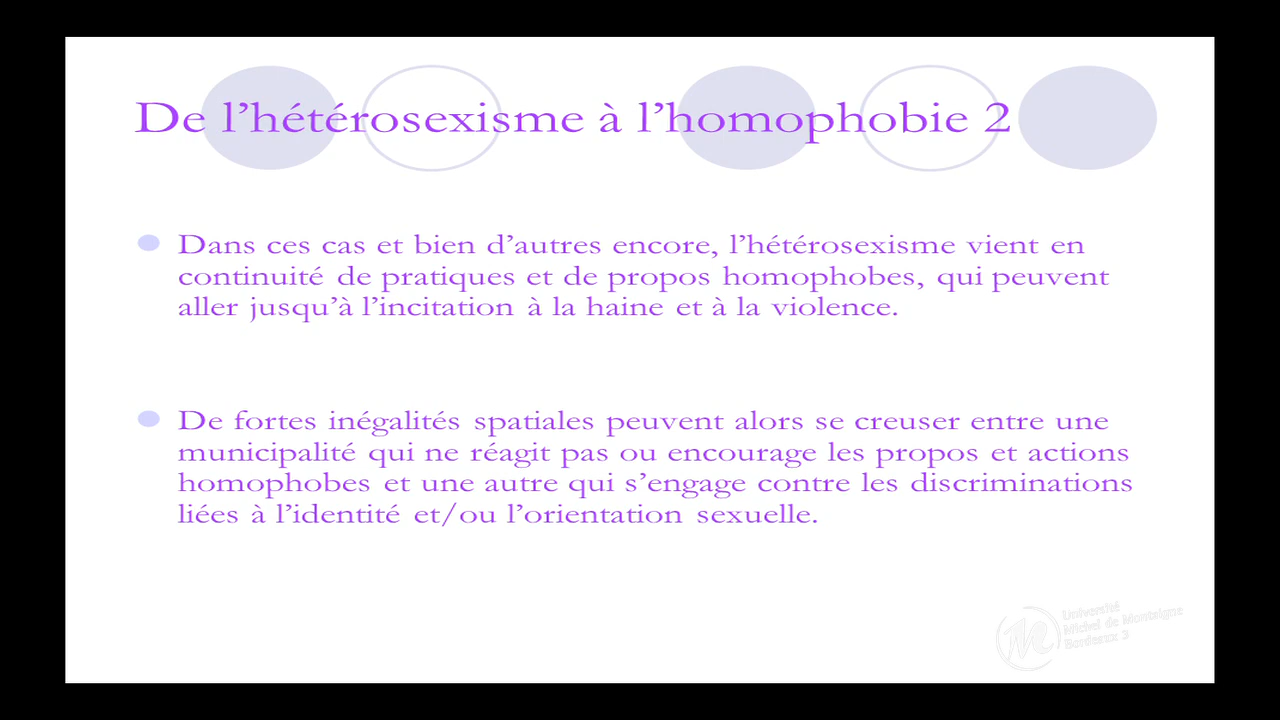 De l’hétérosexisme à l’homophobie 2
Dans ces cas et bien d’autres encore, l’hétérosexisme vient en
continuité de pratiques et de propos homophobes, qui peuvent
aller jusqu’à l’incitation à la haine et à la violence.
De fortes inégalités spatiales peuvent alors se creuser entre une
municipalité qui ne réagit pas ou encourage les propos et actions
homophobes et une autre qui s’engage contre les discriminations
liées à l’identité et/ou l’orientation sexuelle.
Université
Michel de Montaigne
Bordeaux 3